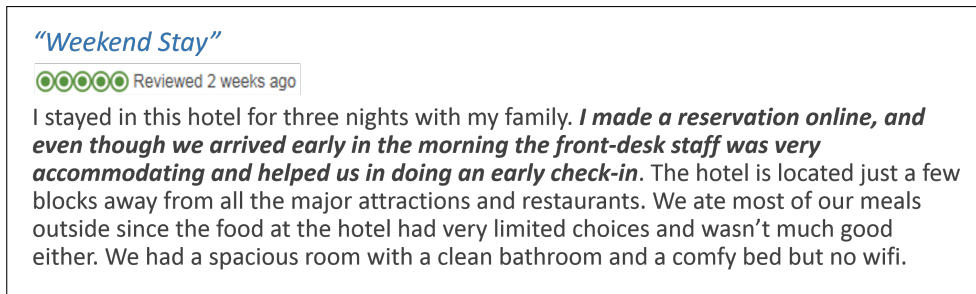 “Weekend Stay”
Reviewed 2 weeks ago
I stayed in this hotel for three nights with my family. I made a reservation online, and
even though we arrived early in the morning the front-desk staff was very
accommodating and helped us in doing an early check-in. The hotel is located just a few
blocks away from all the major attractions and restaurants. We ate most of our meals
outside since the food at the hotel had very limited choices and wasn’t much good
either. We had a spacious room with a clean bathroom and a comfy bed but no wifi.